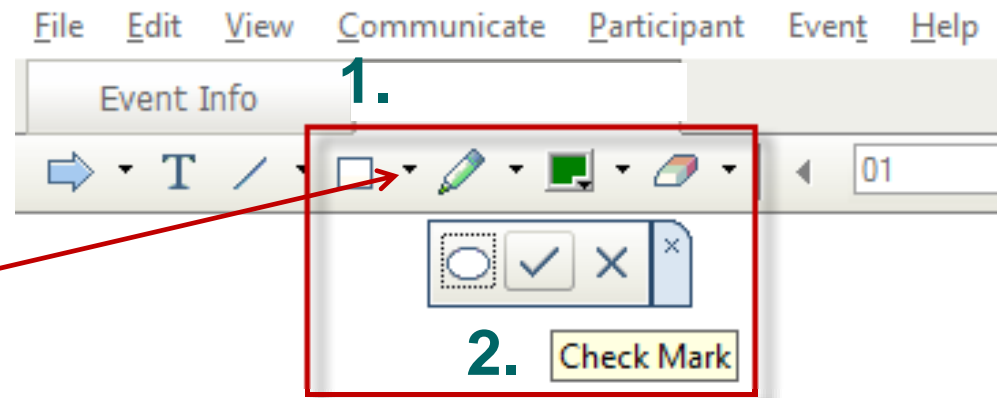 File Edit View Communicate Participant Event Help
Event Info
1.
T
01
2.
Check Mark